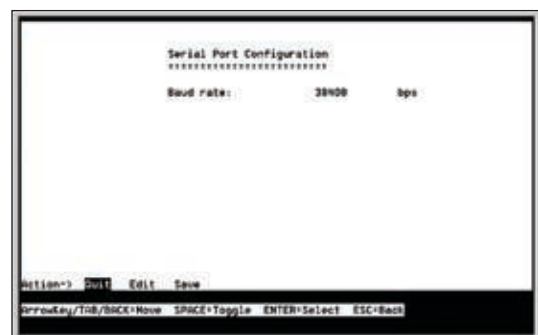 Serial Port Configuration
*************************
Baud rate: 38400 bps
Action-> Quit Edit Save
ArrowKey/TAB/BACK=Move SPACE=Toggle ENTER=Select ESC=Back